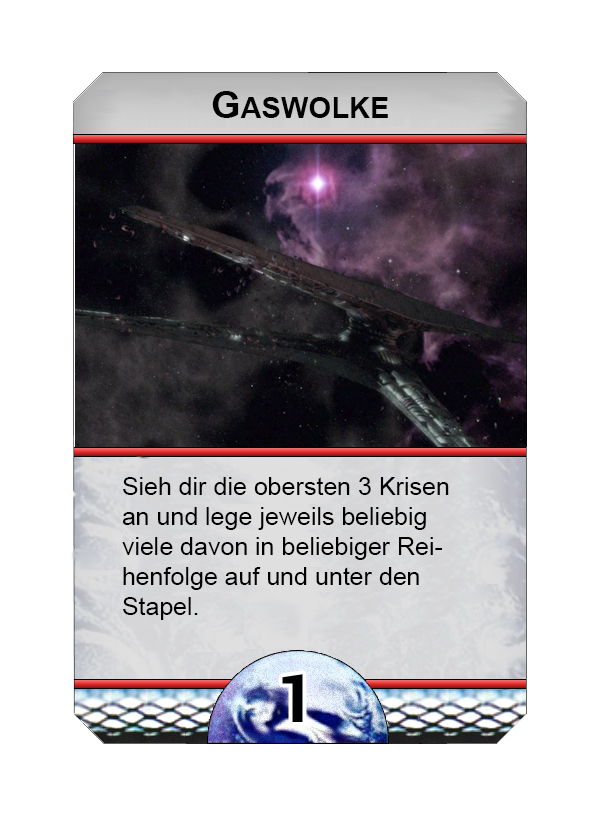 GASWOLKE
Sieh dir die obersten 3 Krisen
an und lege jeweils beliebig
viele davon in beliebiger Rei-
henfolge auf und unter den
Stapel.
1